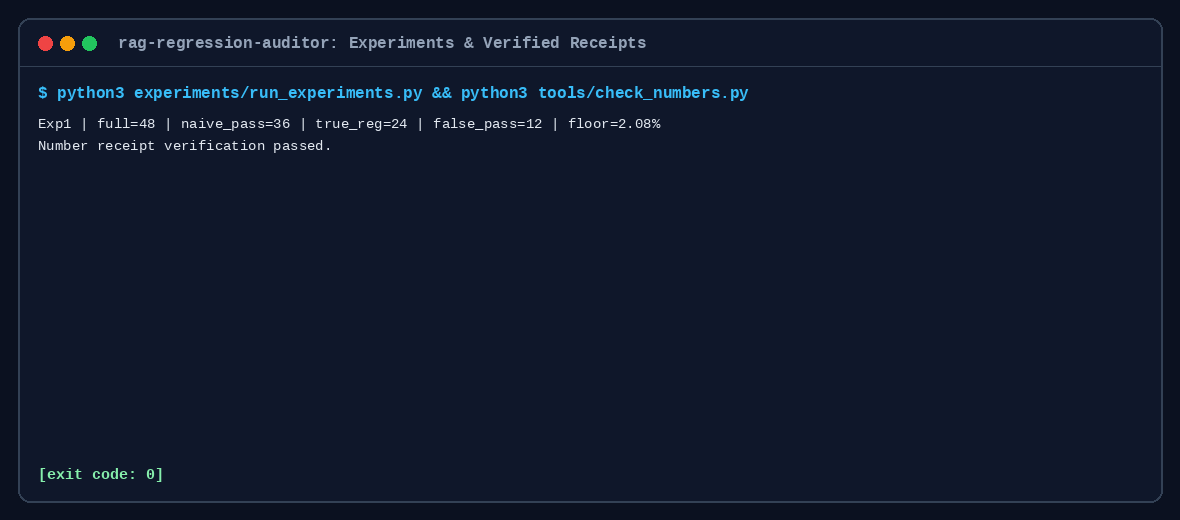 rag-regression-auditor: Experiments & Verified Receipts
$ python3 experiments/run_experiments.py && python3 tools/check_numbers.py
Exp1 | full=48 | naive_pass=36 | true_reg=24 | false_pass=12 | floor=2.08%
Number receipt verification passed.
[exit code: 0]